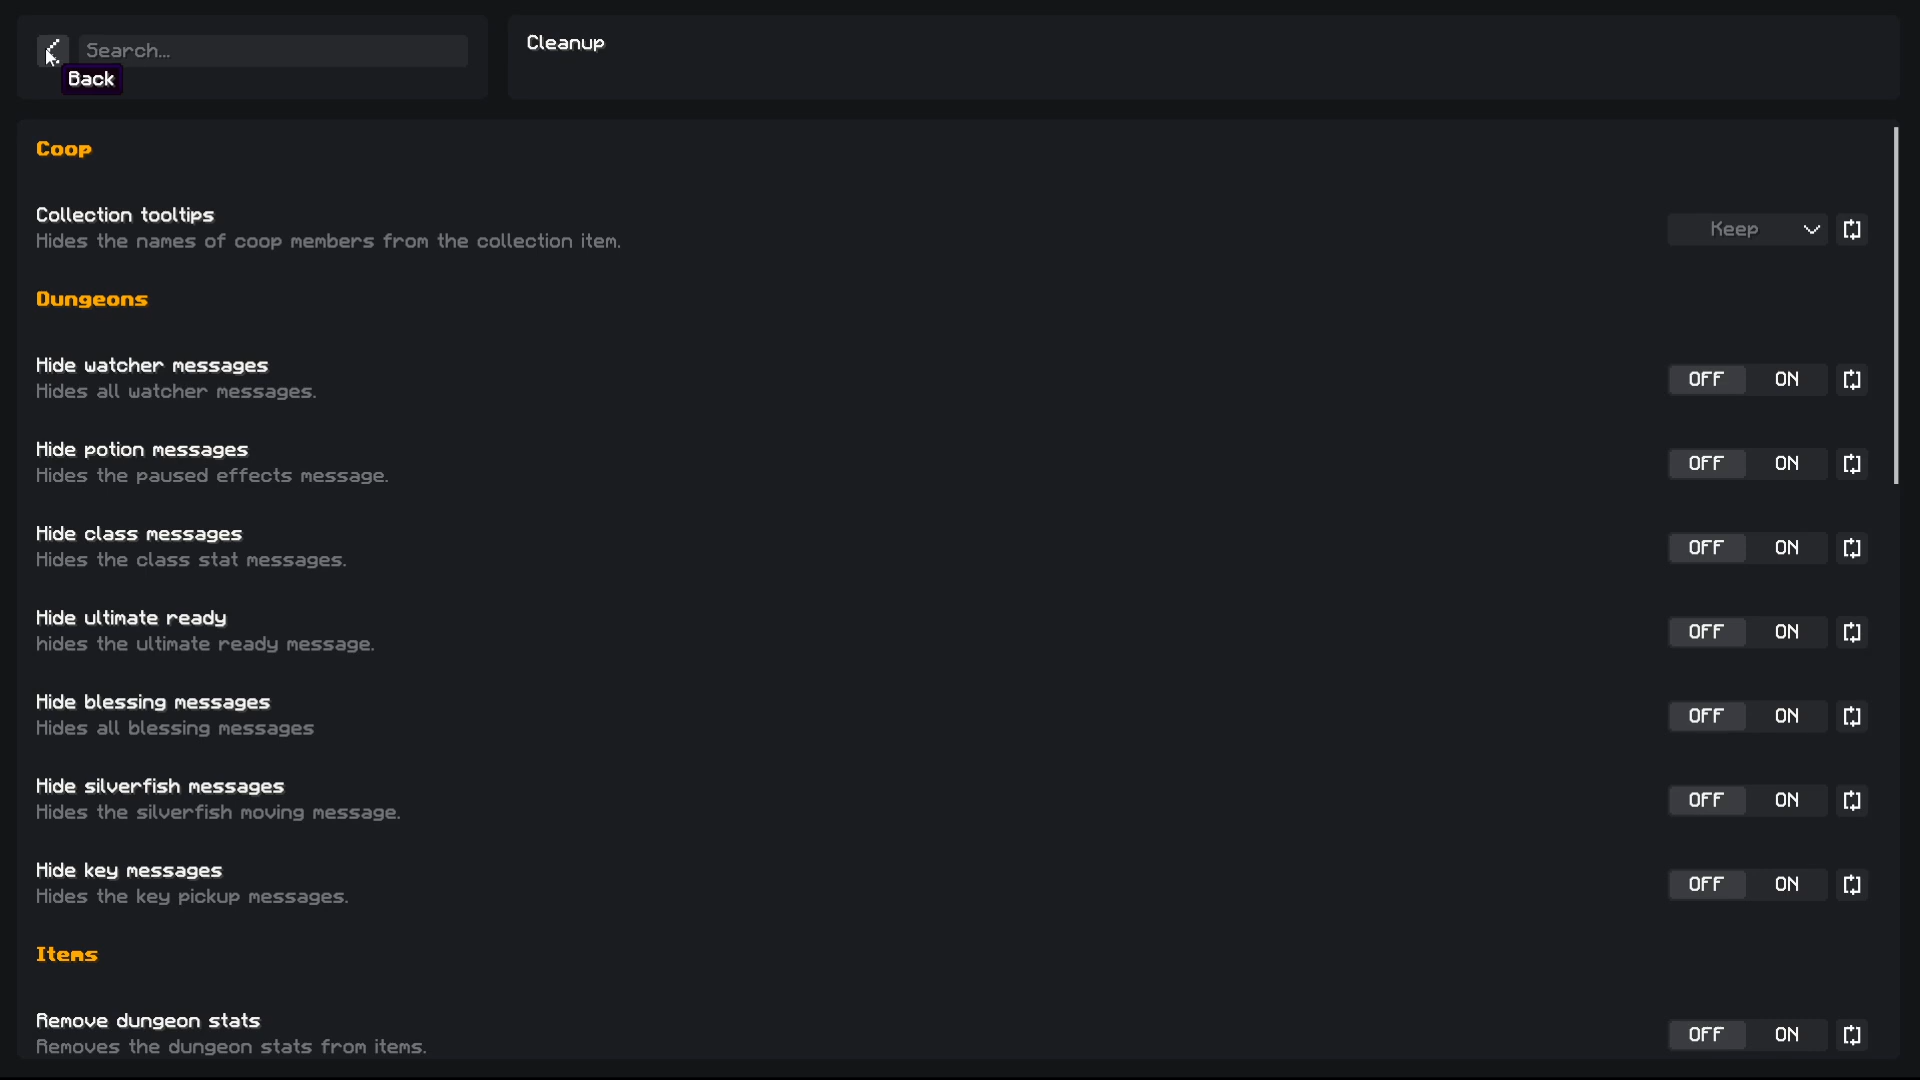 Search...
Cleanup
Back
Coop
Collection tooltips
Hides the names of coop members from the collection item.
Keep
Dungeons
Hide watcher messages
Hides all watcher messages.
OFF ON
Hide potion messages
Hides the paused effects message.
OFF ON
Hide class messages
Hides the class stat messages.
OFF ON
Hide ultimate ready
hides the ultimate ready message.
OFF ON
Hide blessing messages
Hides all blessing messages
OFF ON
Hide silverfish messages
Hides the silverfish moving message.
OFF ON
Hide key messages
Hides the key pickup messages.
OFF ON
Items
Remove dungeon stats
Removes the dungeon stats from items.
OFF ON